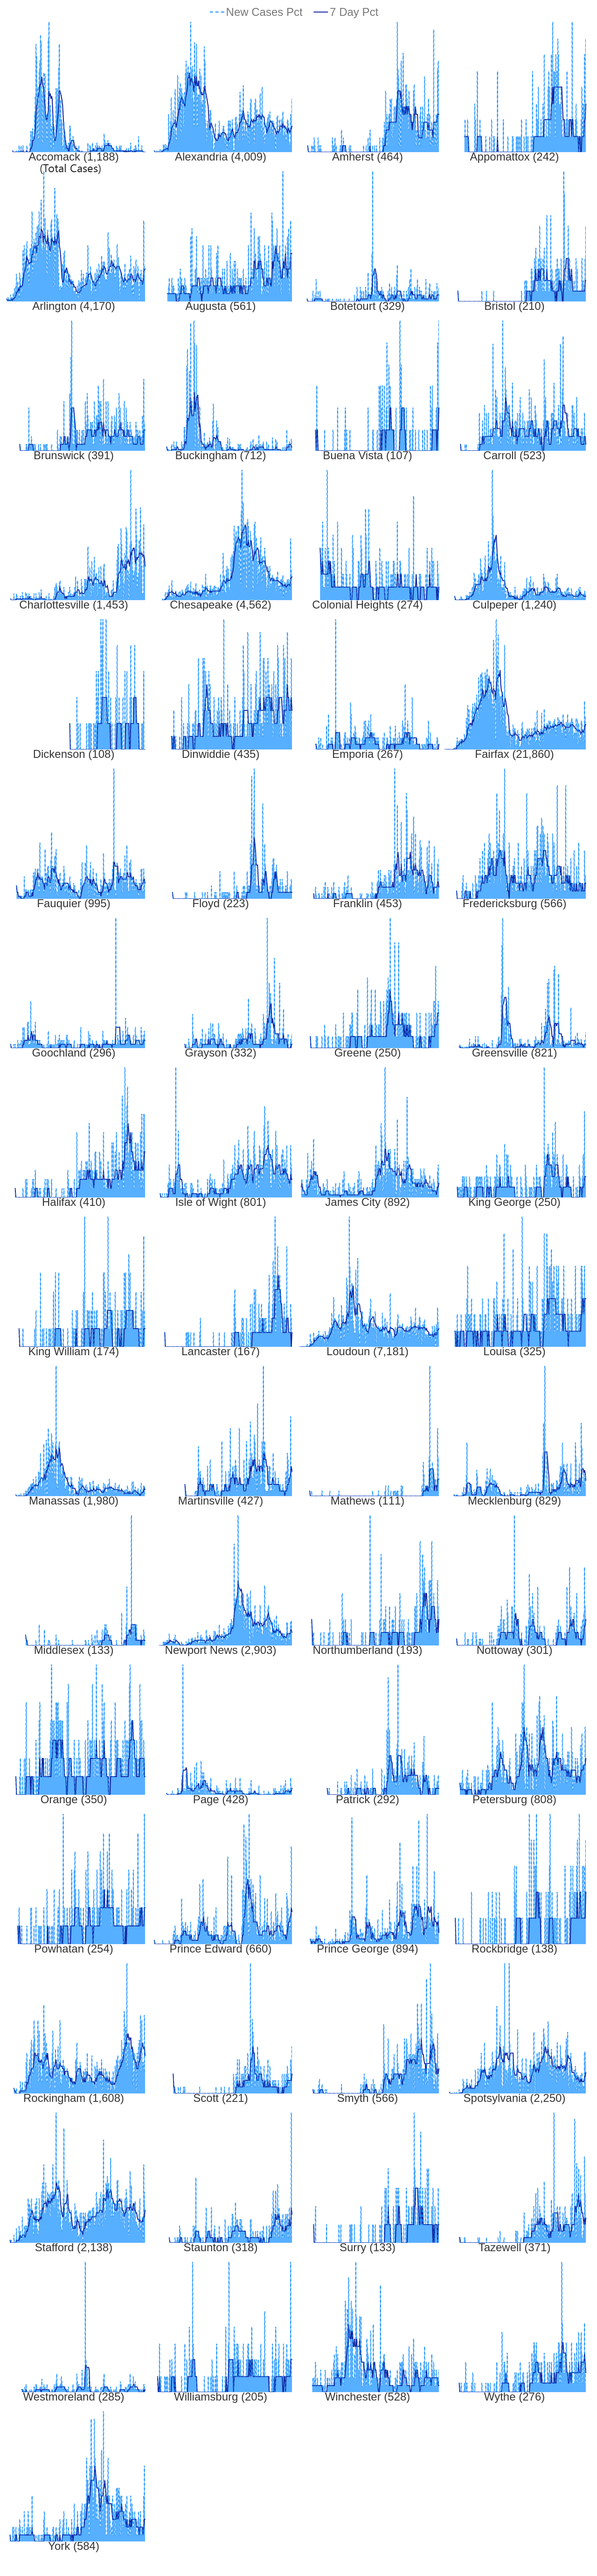 New Cases Pct 7 Day Pct
Accomack (1,188) Alexandria (4,009) Amherst (464) Appomattox (242)
(Total Cases)
Arlington (4,170) Augusta (561) Botetourt (329) Bristol (210)
Brunswick (391) Buckingham (712) Buena Vista (107) Carroll (523)
Charlottesville (1,453) Chesapeake (4,562) Colonial Heights (274) Culpeper (1,240)
Dickenson (108) Dinwiddie (435) Emporia (267) Fairfax (21,860)
Fauquier (995) Floyd (223) Franklin (453) Fredericksburg (566)
Goochland (296) Grayson (332) Greene (250) Greensville (821)
Halifax (410) Isle of Wight (801) James City (892) King George (250)
King William (174) Lancaster (167) Loudoun (7,181) Louisa (325)
Manassas (1,980) Martinsville (427) Mathews (111) Mecklenburg (829)
Middlesex (133) Newport News (2,903) Northumberland (193) Nottoway (301)
Orange (350) Page (428) Patrick (292) Petersburg (808)
Powhatan (254) Prince Edward (660) Prince George (894) Rockbridge (138)
Rockingham (1,608) Scott (221) Smyth (566) Spotsylvania (2,250)
Stafford (2,138) Staunton (318) Surry (133) Tazewell (371)
Westmoreland (285) Williamsburg (205) Winchester (528) Wythe (276)
York (584)